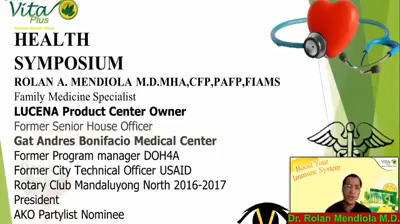 Vita
Plus
HEALTH
SYMPOSIUM
ROLAN A. MENDIOLA M.D.MHA,CFP,PAFP,FIAMS
Family Medicine Specialist
LUCENA Product Center Owner
Former Senior House Officer
Gat Andres Bonifacio Medical Center
Former Program manager DOH4A
Former City Technical Officer USAID
Rotary Club Mandaluyong North 2016-2017
President
AKO Partylist Nominee
Boost Your
Immune System
Dr. Rolan Mendiola M.D.